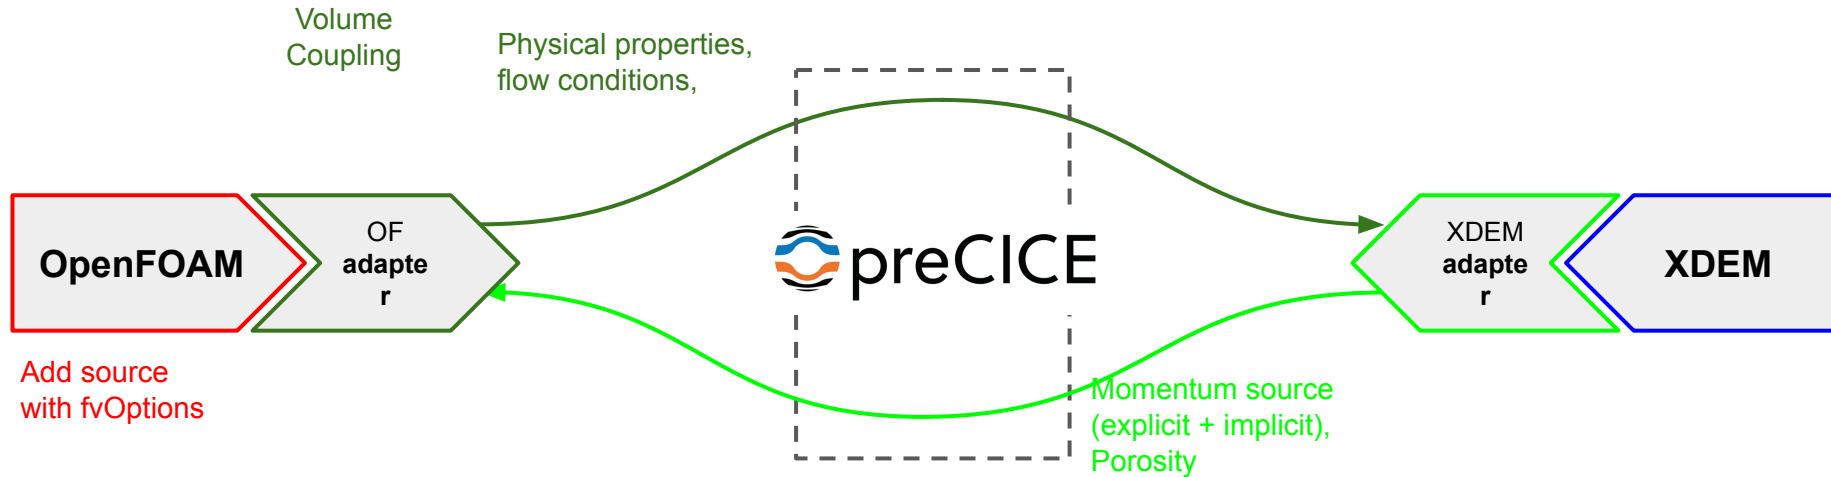 Volume
Coupling
Physical properties,
flow conditions,
OpenFOAM
OF
adapte
r
preCICE
XDEM
adapte
r
XDEM
Add source
with fvOptions
Momentum source
(explicit + implicit),
Porosity